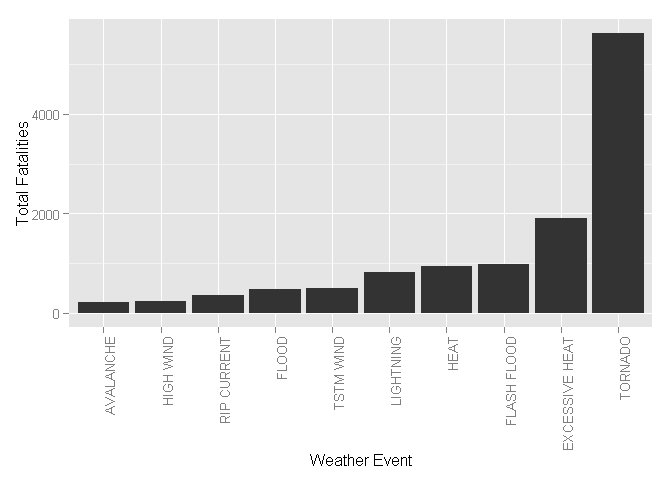 Total Fatalities
4000
2000
0
AVALANCHE
HIGH WIND
RIP CURRENT
FLOOD
TSTM WIND
LIGHTNING
HEAT
FLASH FLOOD
EXCESSIVE HEAT
TORNADO
Weather Event